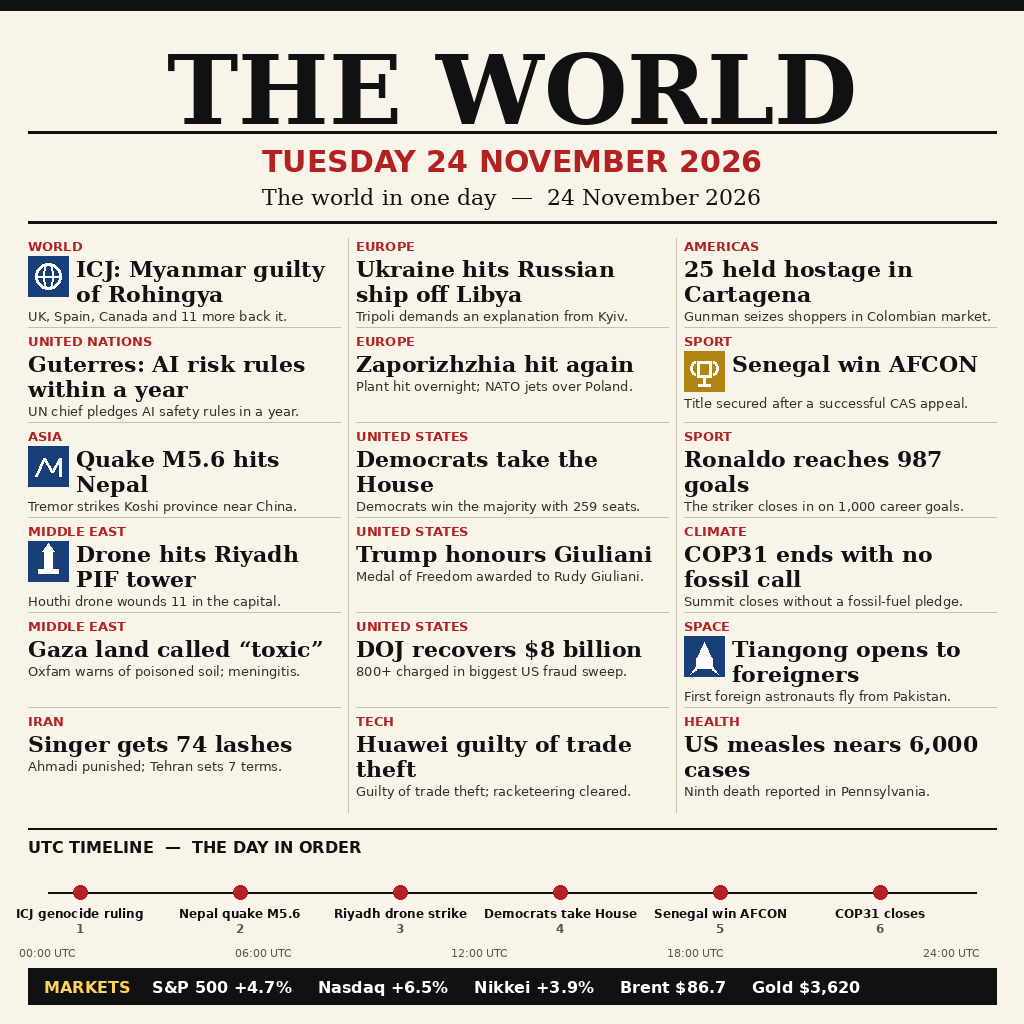 THE WORLD
TUESDAY 24 NOVEMBER 2026
The world in one day — 24 November 2026
WORLD
ICJ: Myanmar guilty
of Rohingya
UK, Spain, Canada and 11 more back it.
UNITED NATIONS
Guterres: AI risk rules
within a year
UN chief pledges AI safety rules in a year.
ASIA
Quake M5.6 hits
Nepal
Tremor strikes Koshi province near China.
MIDDLE EAST
Drone hits Riyadh
PIF tower
Houthi drone wounds 11 in the capital.
MIDDLE EAST
Gaza land called “toxic”
Oxfam warns of poisoned soil; meningitis.
IRAN
Singer gets 74 lashes
Ahmadi punished; Tehran sets 7 terms.
EUROPE
Ukraine hits Russian
ship off Libya
Tripoli demands an explanation from Kyiv.
EUROPE
Zaporizhzhia hit again
Plant hit overnight; NATO jets over Poland.
UNITED STATES
Democrats take the
House
Democrats win the majority with 259 seats.
UNITED STATES
Trump honours Giuliani
Medal of Freedom awarded to Rudy Giuliani.
UNITED STATES
DOJ recovers $8 billion
800+ charged in biggest US fraud sweep.
TECH
Huawei guilty of trade
theft
Guilty of trade theft; racketeering cleared.
AMERICAS
25 held hostage in
Cartagena
Gunman seizes shoppers in Colombian market.
SPORT
Senegal win AFCON
Title secured after a successful CAS appeal.
SPORT
Ronaldo reaches 987
goals
The striker closes in on 1,000 career goals.
CLIMATE
COP31 ends with no
fossil call
Summit closes without a fossil-fuel pledge.
SPACE
Tiangong opens to
foreigners
First foreign astronauts fly from Pakistan.
HEALTH
US measles nears 6,000
cases
Ninth death reported in Pennsylvania.
UTC TIMELINE — THE DAY IN ORDER
ICJ genocide ruling Nepal quake M5.6 Riyadh drone strike Democrats take House Senegal win AFCON COP31 closes
1 2 3 4 5 6
00:00 UTC 06:00 UTC 12:00 UTC 18:00 UTC 24:00 UTC
MARKETS S&P 500 +4.7% Nasdaq +6.5% Nikkei +3.9% Brent $86.7 Gold $3,620